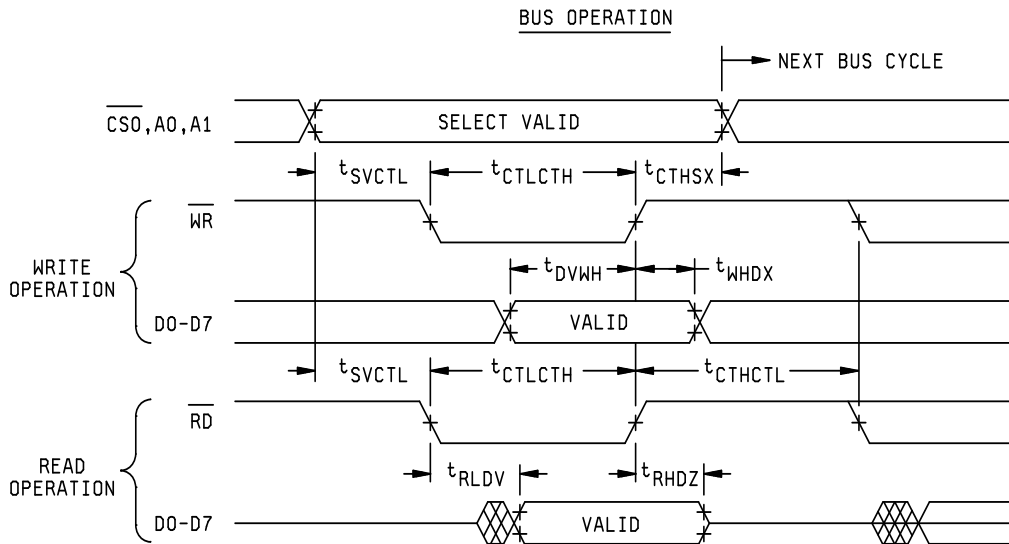 BUS OPERATION
NEXT BUS CYCLE
CS0,A0,A1
SELECT VALID
tSVCTL
tCTLCTH
tCTHSX
WR
WRITE
OPERATION
tDVWH
tWHDX
D0-D7
VALID
tSVCTL
tCTLCTH
tCTHCTL
RD
READ
OPERATION
tRLDV
tRHDZ
D0-D7
VALID